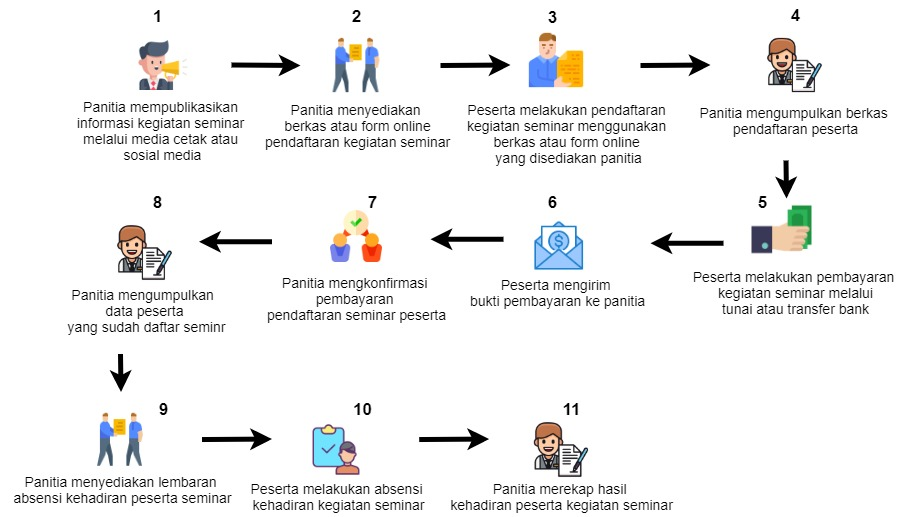 1
Panitia mempublikasikan
informasi kegiatan seminar
melalui media cetak atau
sosial media
2
Panitia menyediakan
berkas atau form online
pendaftaran kegiatan seminar
3
Peserta melakukan pendaftaran
kegiatan seminar menggunakan
berkas atau form online
yang disediakan panitia
4
Panitia mengumpulkan berkas
pendaftaran peserta
5
Peserta melakukan pembayaran
kegiatan seminar melalui
tunai atau transfer bank
6
Peserta mengirim
bukti pembayaran ke panitia
7
Panitia mengkonfirmasi
pembayaran
pendaftaran seminar peserta
8
Panitia mengumpulkan
data peserta
yang sudah daftar seminr
9
Panitia menyediakan lembaran
absensi kehadiran peserta seminar
10
Peserta melakukan absensi
kehadiran kegiatan seminar
11
Panitia merekap hasil
kehadiran peserta kegiatan seminar